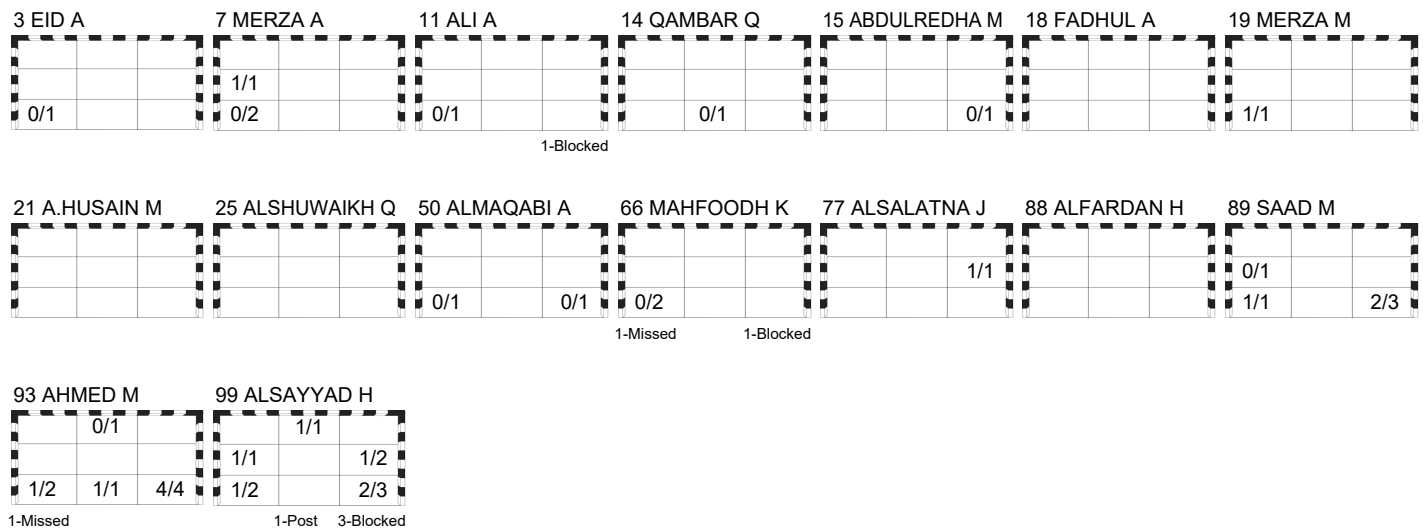 3 EID A 7 MERZA A 11 ALI A 14 QAMBAR Q 15 ABDULREDHA M 18 FADHUL A 19 MERZA M
1/1
0/1 0/2 0/1 0/1 0/1 1/1
1-Blocked
21 A.HUSAIN M 25 ALSHUWAIKH Q 50 ALMAQABI A 66 MAHFOODH K 77 ALSALATNA J 88 ALFARDAN H 89 SAAD M
1/1 0/1
0/1 0/1 0/2 1/1 2/3
1-Missed 1-Blocked
93 AHMED M 99 ALSAYYAD H
0/1 1/1
1/1 1/2
1/2 1/1 4/4 1/2 2/3
1-Missed 1-Post 3-Blocked